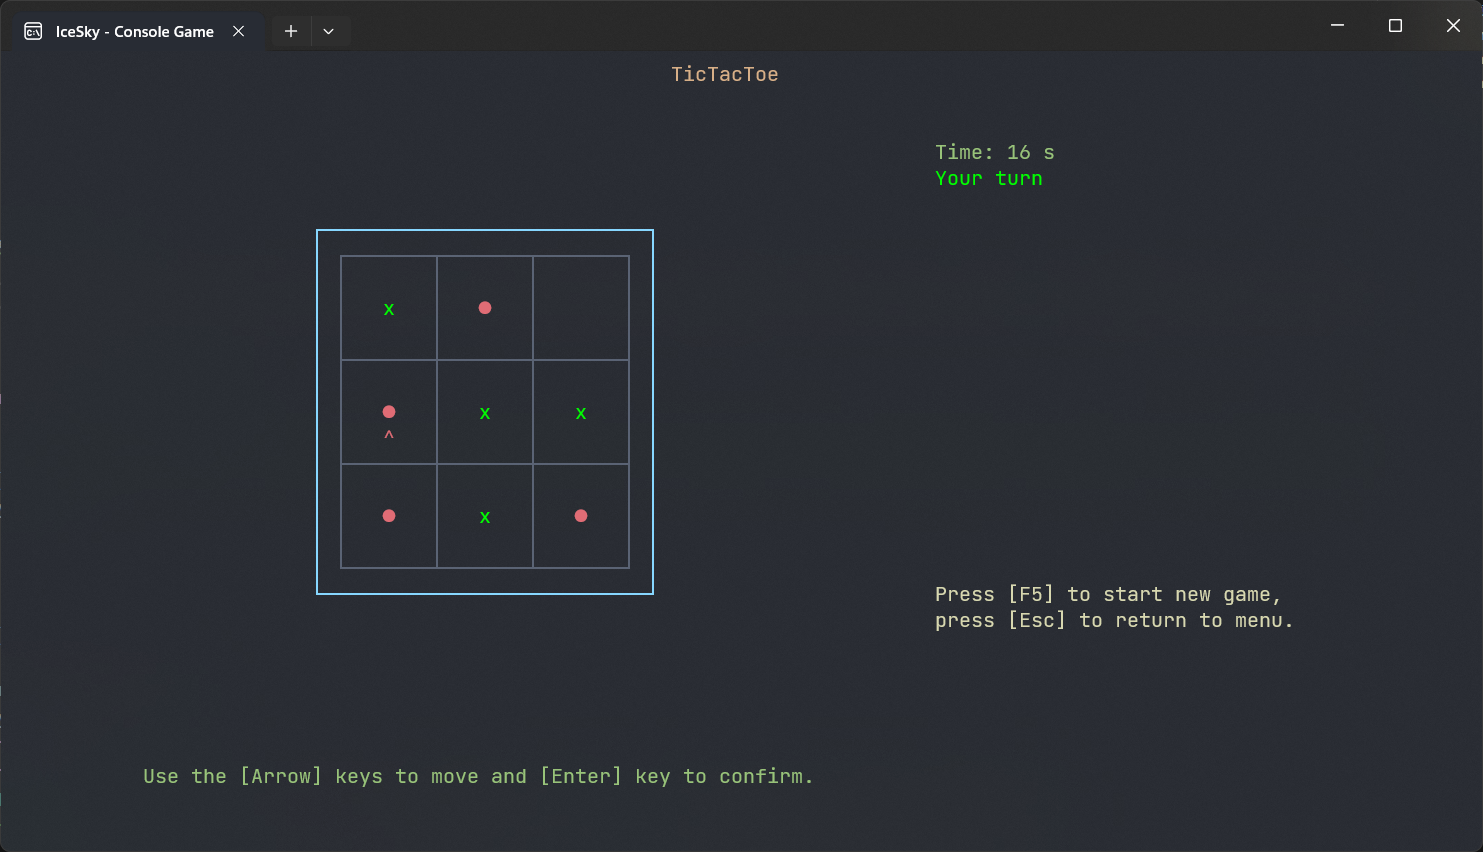 IceSky - Console Game
TicTacToe
Time: 16 s
Your turn
x
x x
^
x
Press [F5] to start new game,
press [Esc] to return to menu.
Use the [Arrow] keys to move and [Enter] key to confirm.